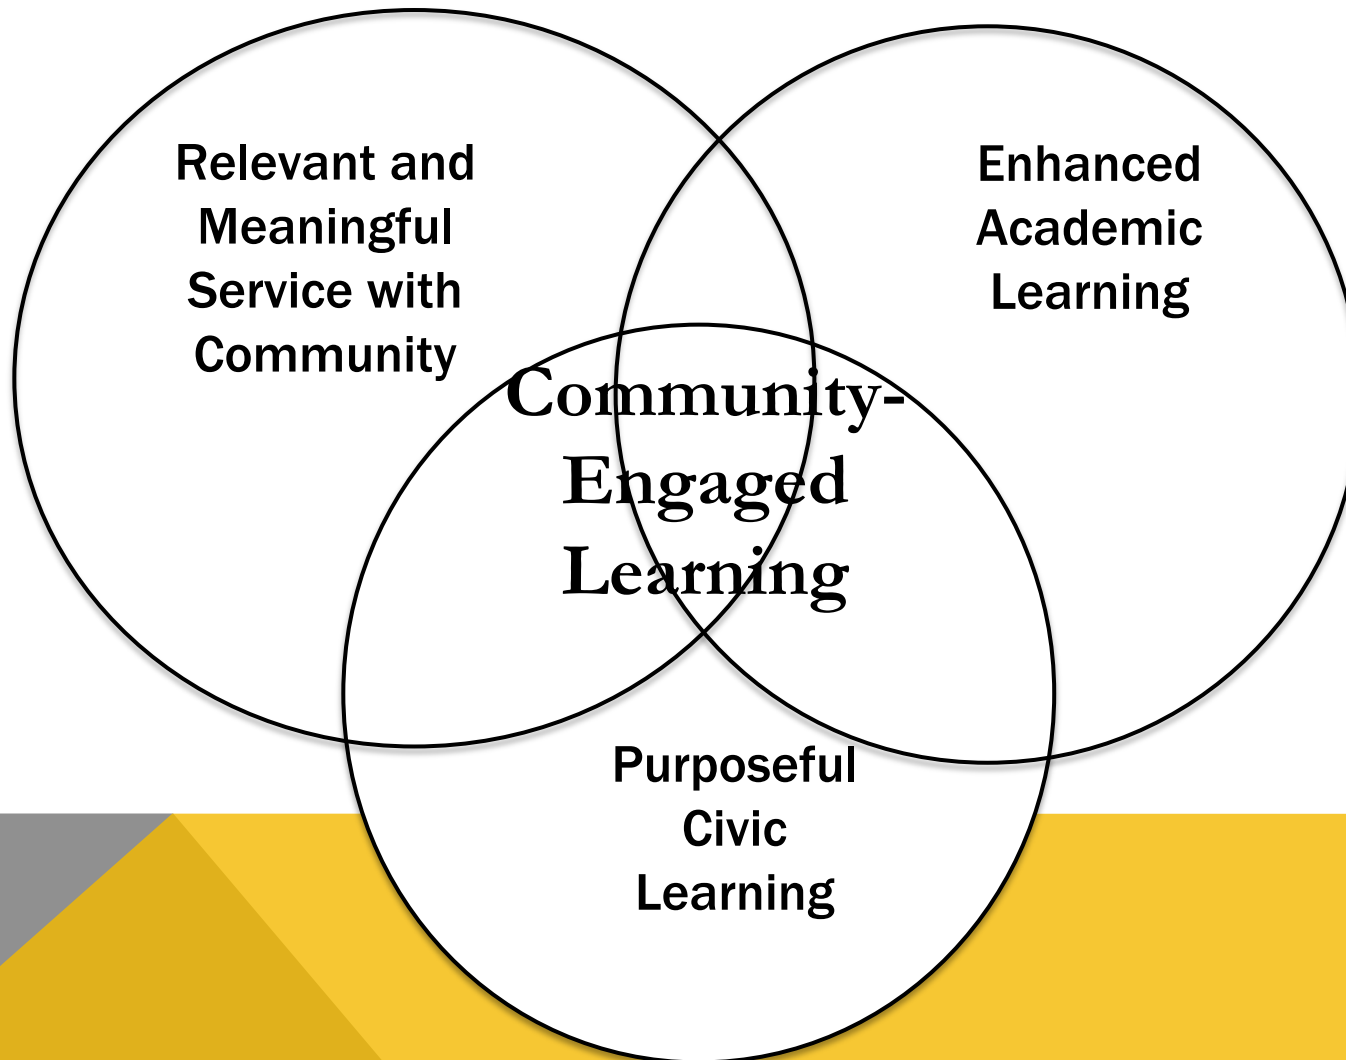 Relevant and
Meaningful
Service with
Community
Enhanced
Academic
Learning
Community-
Engaged
Learning
Purposeful
Civic
Learning